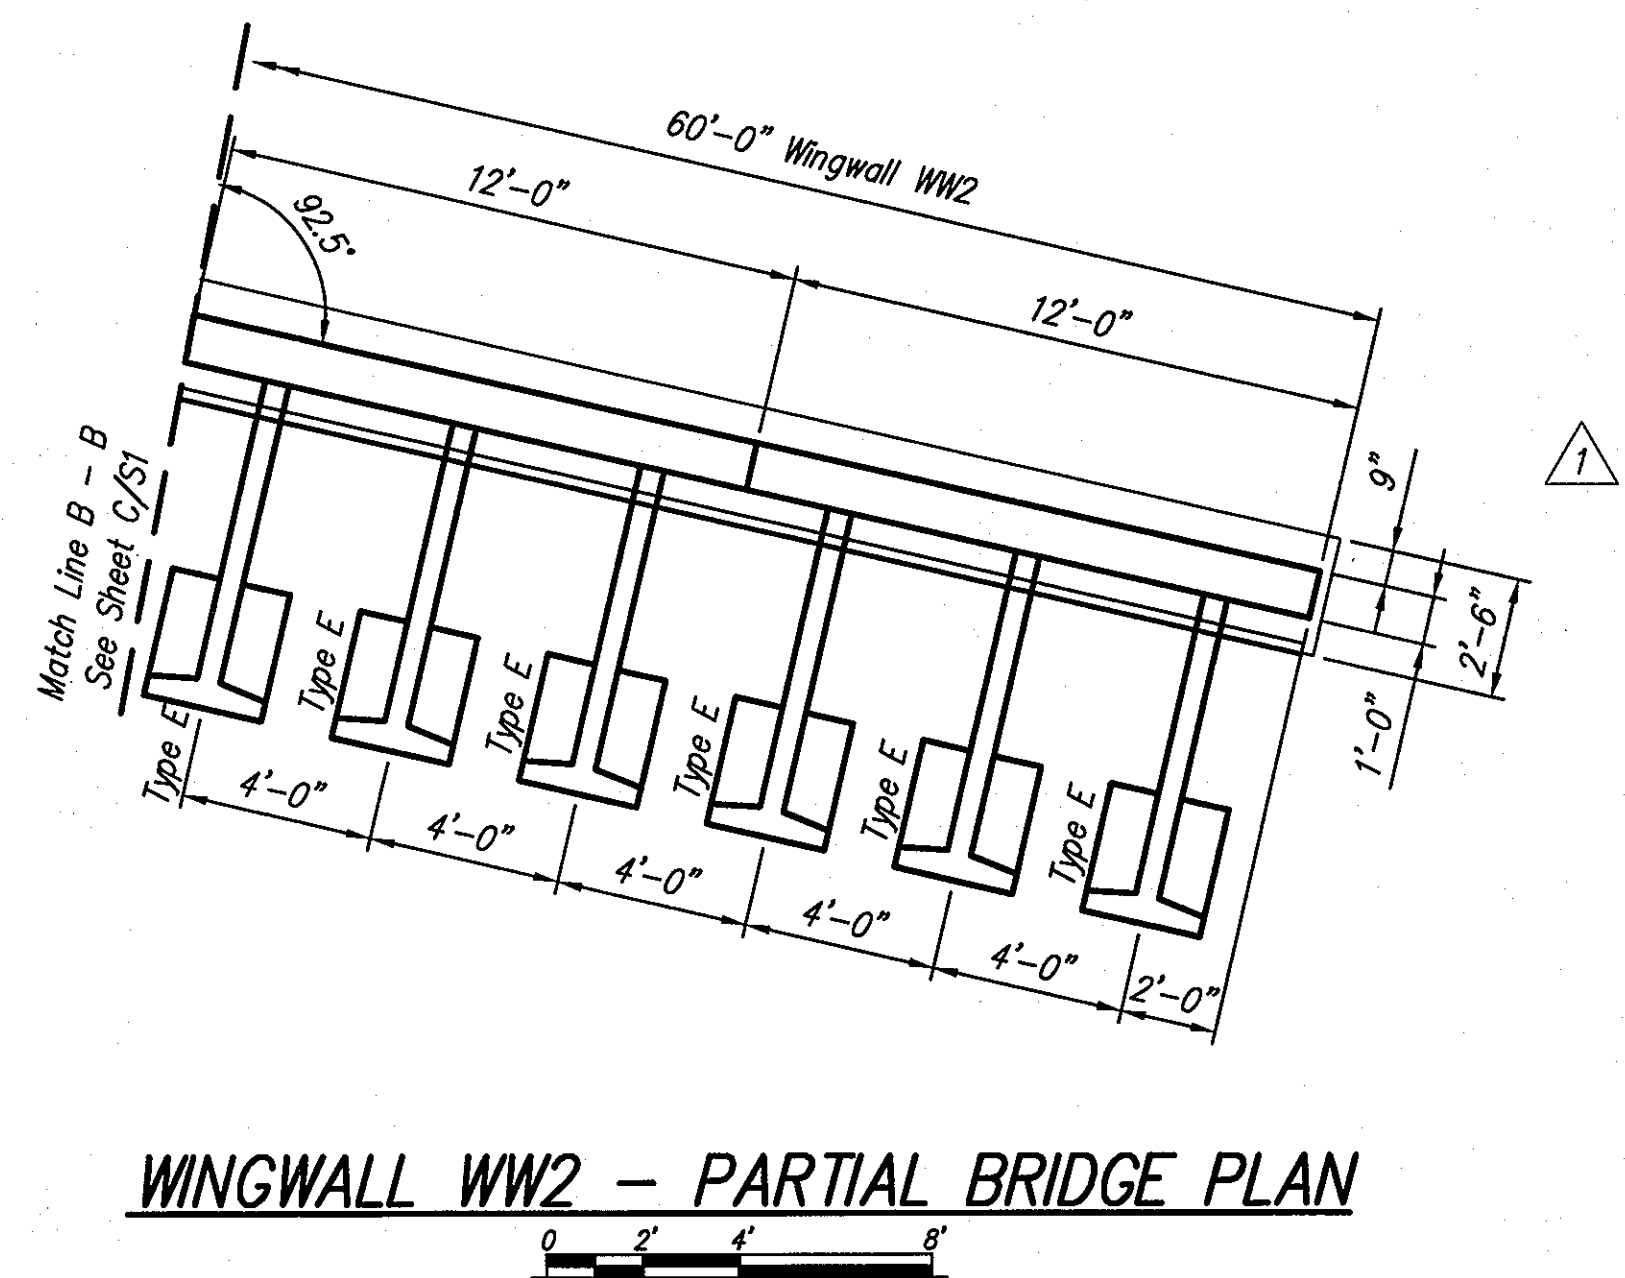 60'-0" Wingwall WW2
12'-0"
12'-0"
92.5°
9"
1
2'-6"
1'-0"
Match Line B - B
See Sheet C/S1
Type E
Type E
Type E
Type E
Type E
Type E
4'-0"
4'-0"
4'-0"
4'-0"
4'-0"
2'-0"
WINGWALL WW2 - PARTIAL BRIDGE PLAN
0 2' 4' 8'